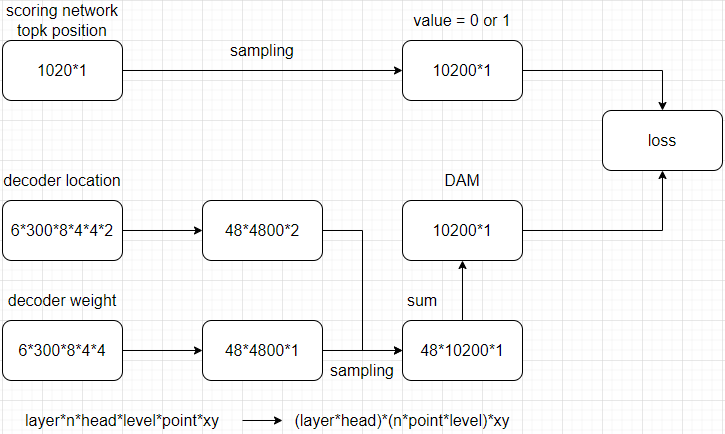 scoring network
topk position
value = 0 or 1
1020*1
sampling
10200*1
loss
decoder location
DAM
6*300*8*4*4*2
48*4800*2
10200*1
decoder weight
sum
6*300*8*4*4
48*4800*1
sampling
48*10200*1
layer*n*head*level*point*xy
(layer*head)*(n*point*level)*xy